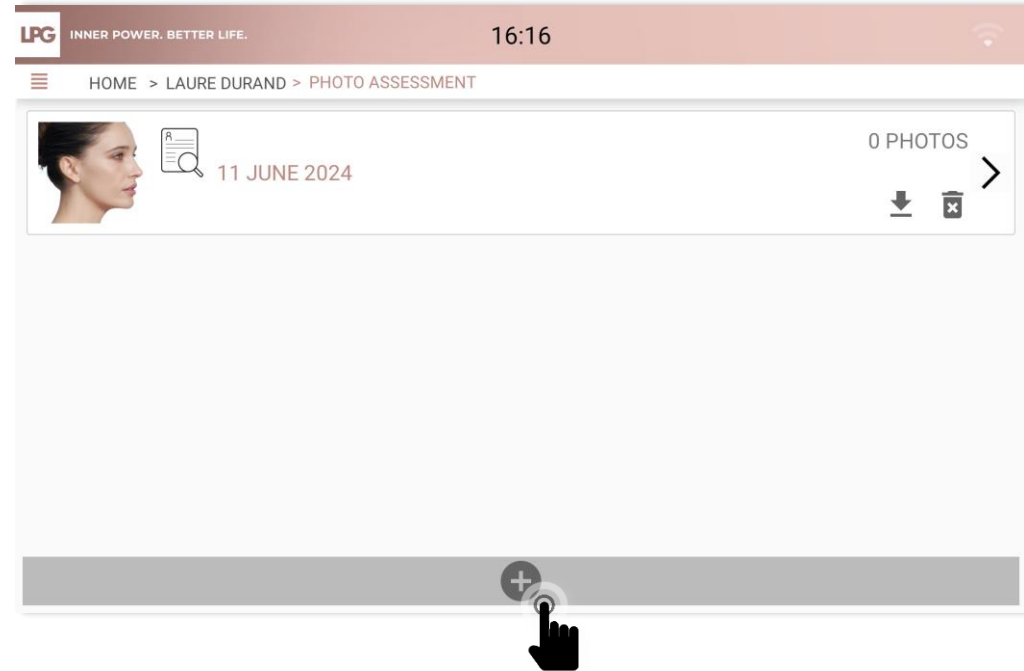 LPG INNER POWER. BETTER LIFE.
16:16
HOME > LAURE DURAND > PHOTO ASSESSMENT
0 PHOTOS
11 JUNE 2024